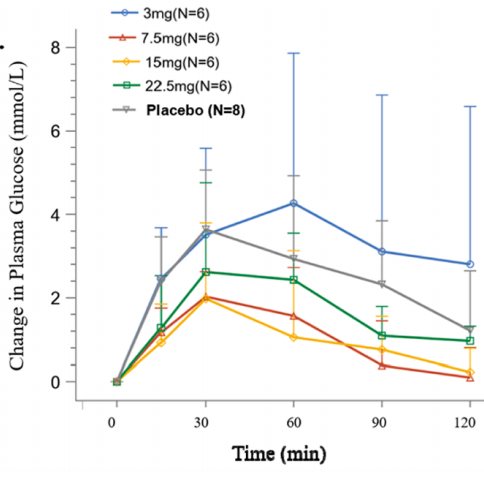 3mg(N=6)
7.5mg(N=6)
15mg(N=6)
22.5mg(N=6)
Placebo (N=8)
Change in Plasma Glucose (mmol/L)
8
6
4
2
0
0 30 60 90 120
Time (min)